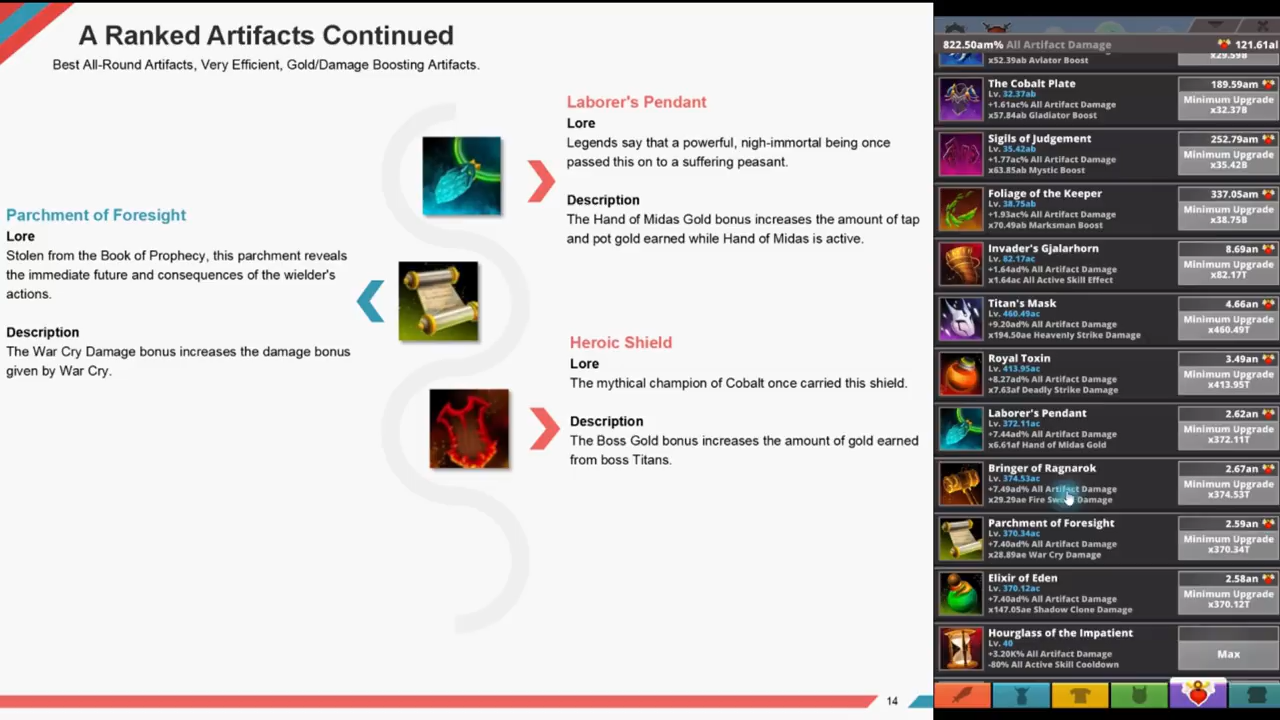 A Ranked Artifacts Continued
Best All-Round Artifacts, Very Efficient, Gold/Damage Boosting Artifacts.
Laborer's Pendant
Lore
Legends say that a powerful, nigh-immortal being once
passed this on to a suffering peasant.
Description
The Hand of Midas Gold bonus increases the amount of tap
and pot gold earned while Hand of Midas is active.
Parchment of Foresight
Lore
Stolen from the Book of Prophecy, this parchment reveals
the immediate future and consequences of the wielder's
actions.
Description
The War Cry Damage bonus increases the damage bonus
given by War Cry.
Heroic Shield
Lore
The mythical champion of Cobalt once carried this shield.
Description
The Boss Gold bonus increases the amount of gold earned
from boss Titans.
14
822.50am% All Artifact Damage
121.61al
x52.39ab Aviator Boost
x29.59B
The Cobalt Plate
Lv. 32.37ab
+1.61ac% All Artifact Damage
x57.84ab Gladiator Boost
189.59am
Minimum Upgrade
x32.37B
Sigils of Judgement
Lv. 35.42ab
+1.77ac% All Artifact Damage
x63.85ab Mystic Boost
252.79am
Minimum Upgrade
x35.42B
Foliage of the Keeper
Lv. 38.75ab
+1.93ac% All Artifact Damage
x70.49ab Marksman Boost
337.05am
Minimum Upgrade
x38.75B
Invader's Gjalarhorn
Lv. 82.17ac
+1.64ad% All Artifact Damage
x1.64ac All Active Skill Effect
8.69an
Minimum Upgrade
x82.17T
Titan's Mask
Lv. 460.49ac
+9.20ad% All Artifact Damage
x194.50ae Heavenly Strike Damage
4.66an
Minimum Upgrade
x460.49T
Royal Toxin
Lv. 413.95ac
+8.27ad% All Artifact Damage
x7.63af Deadly Strike Damage
3.49an
Minimum Upgrade
x413.95T
Laborer's Pendant
Lv. 372.11ac
+7.44ad% All Artifact Damage
x6.61af Hand of Midas Gold
2.62an
Minimum Upgrade
x372.11T
Bringer of Ragnarok
Lv. 374.53ac
+7.49ad% All Artifact Damage
x29.29ae Fire Sword Damage
2.67an
Minimum Upgrade
x374.53T
Parchment of Foresight
Lv. 370.34ac
+7.40ad% All Artifact Damage
x28.89ae War Cry Damage
2.59an
Minimum Upgrade
x370.34T
Elixir of Eden
Lv. 370.12ac
+7.40ad% All Artifact Damage
x147.05ae Shadow Clone Damage
2.58an
Minimum Upgrade
x370.12T
Hourglass of the Impatient
Lv. 40
+3.20K% All Artifact Damage
-80% All Active Skill Cooldown
Max